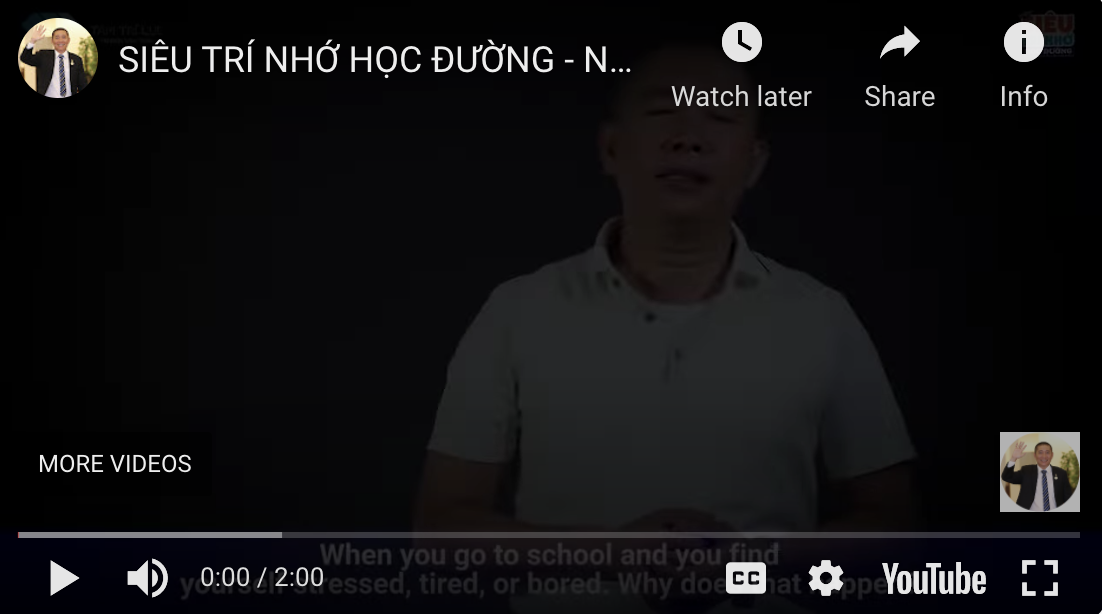 SIÊU TRÍ NHỚ HỌC ĐƯỜNG - N...
Watch later
Share
Info
MORE VIDEOS
When you go to school and you find
yourself stressed, tired, or bored. Why does that happen
0:00 / 2:00
CC
YouTube